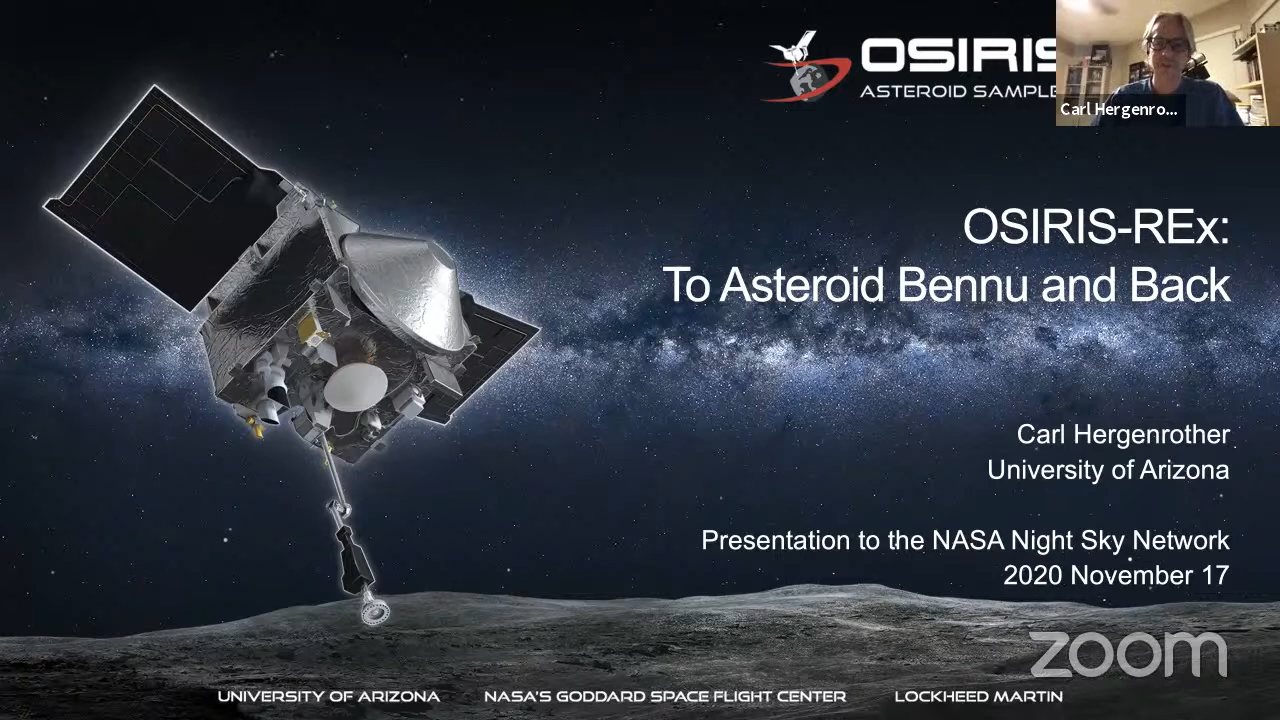 OSIRIS
ASTEROID SAMPLE
Carl Hergenro...
OSIRIS-REx:
To Asteroid Bennu and Back
Carl Hergenrother
University of Arizona
Presentation to the NASA Night Sky Network
2020 November 17
zoom
UNIVERSITY OF ARIZONA NASA'S GODDARD SPACE FLIGHT CENTER LOCKHEED MARTIN